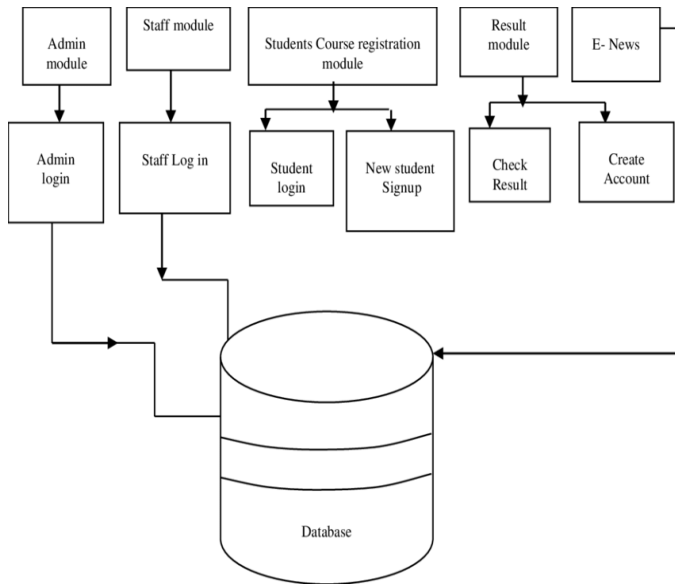 Admin
module
Staff module
Students Course registration
module
Result
module
E- News
Admin
login
Staff Log in
Student
login
New student
Signup
Check
Result
Create
Account
Database